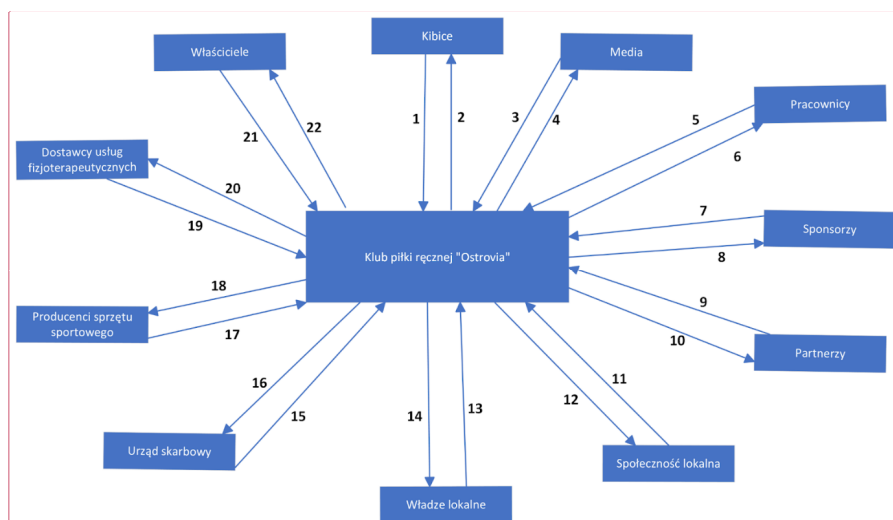 Kibice
Właściciele
Media
Pracownicy
1
2
3
4
5
6
21
22
Dostawcy usług
fizjoterapeutycznych
20
19
7
8
Sponsorzy
Klub piłki ręcznej "Ostrovia"
18
17
Producenci sprzętu
sportowego
9
10
Partnerzy
16
15
14
13
12
11
Urząd skarbowy
Społeczność lokalna
Władze lokalne